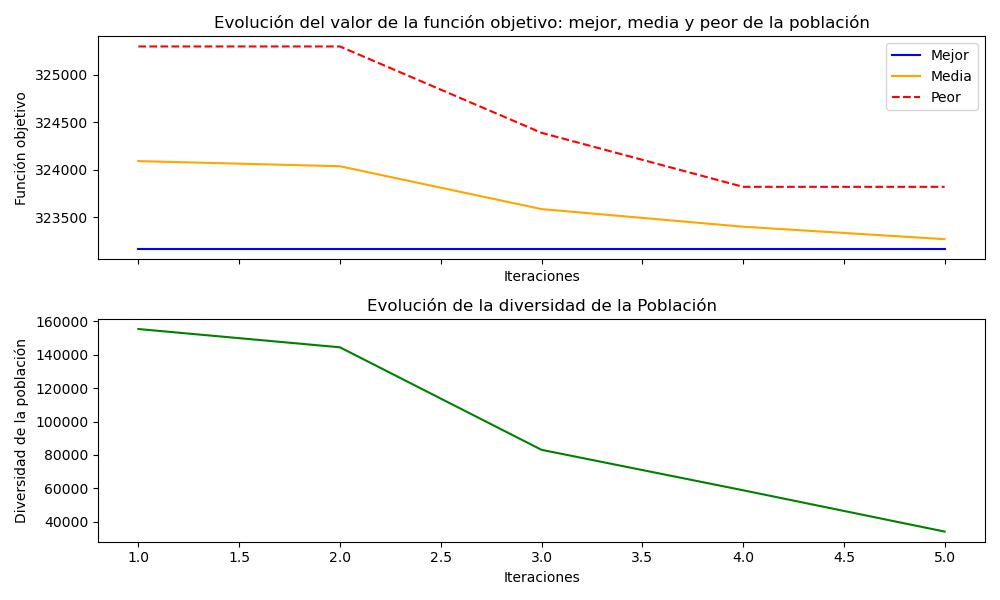 Evolución del valor de la función objetivo: mejor, media y peor de la población
Función objetivo
325000
324500
324000
323500
Mejor
Media
Peor
Iteraciones
Evolución de la diversidad de la Población
Diversidad de la población
160000
140000
120000
100000
80000
60000
40000
1.0 1.5 2.0 2.5 3.0 3.5 4.0 4.5 5.0
Iteraciones